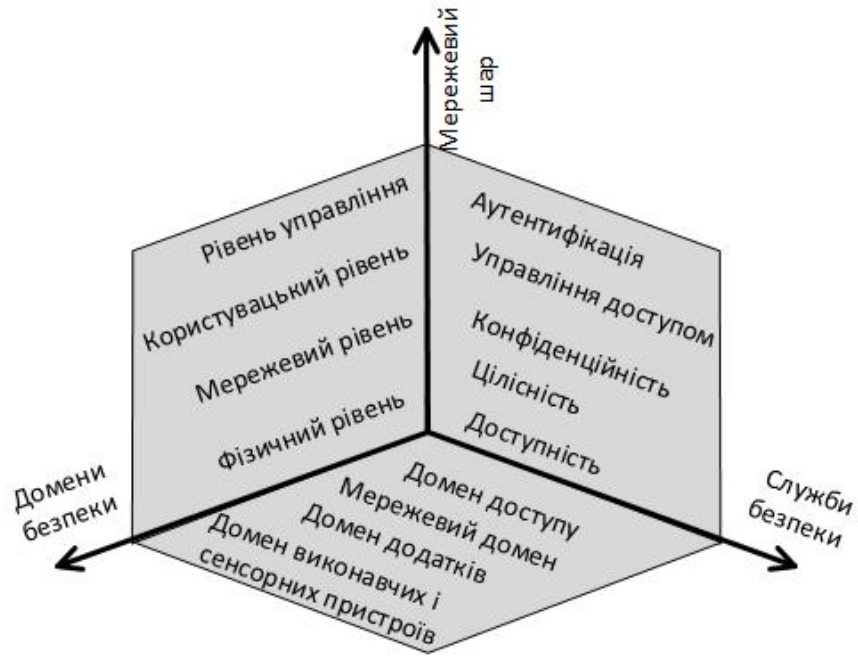 Мережевий
шар
Рівень управління
Користувацький рівень
Мережевий рівень
Фізичний рівень
Аутентифікація
Управління доступом
Конфіденційність
Цілісність
Доступність
Домени
безпеки
Домен доступу
Мережевий домен
Домен додатків
Домен виконавчих і
сенсорних пристроїв
Служби
безпеки